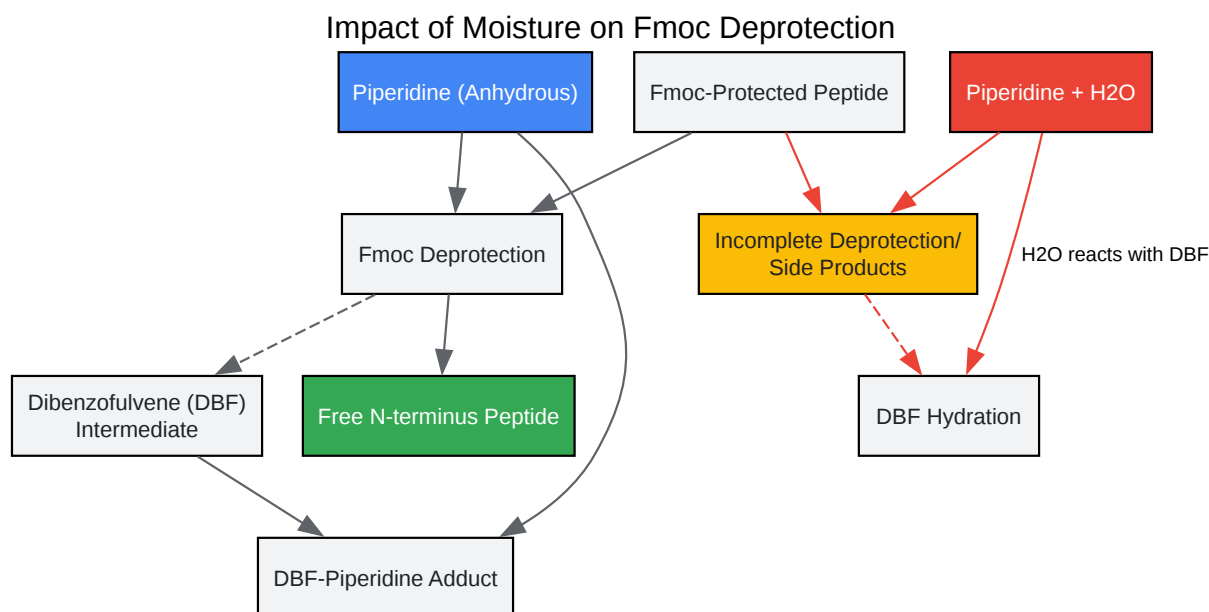 Impact of Moisture on Fmoc Deprotection
Piperidine (Anhydrous)
Fmoc-Protected Peptide
Piperidine + H2O
Fmoc Deprotection
Incomplete Deprotection/
Side Products
H2O reacts with DBF
Dibenzofulvene (DBF)
Intermediate
Free N-terminus Peptide
DBF Hydration
DBF-Piperidine Adduct